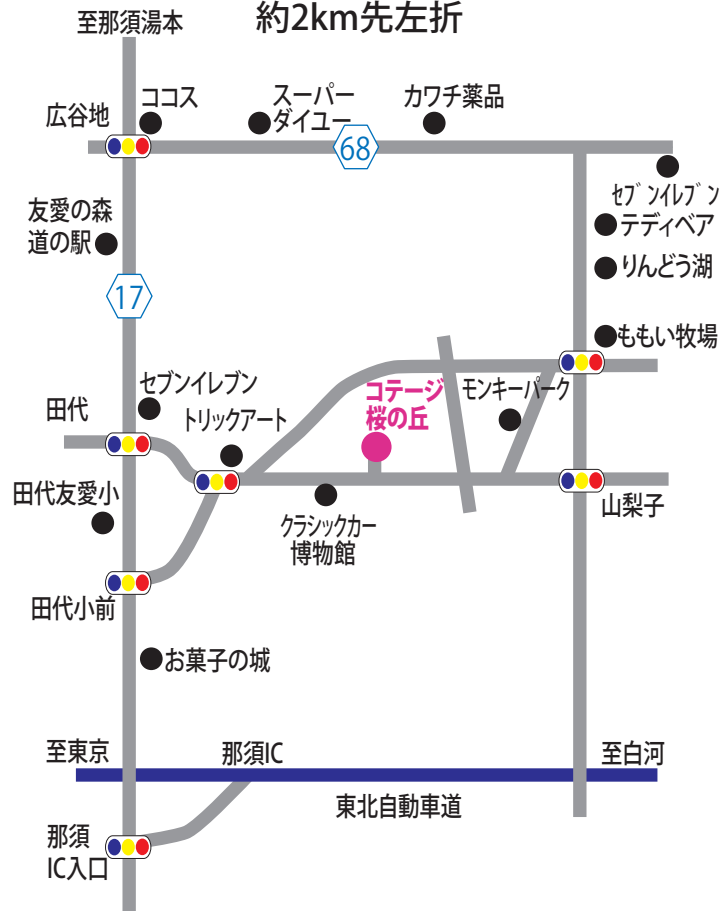 約2km先左折
至那須湯本
ココス
スーパー
ダイユー
カワチ薬品
広谷地
68
セブンイレブン
友愛の森
道の駅
テディベア
りんどう湖
17
ももい牧場
セブンイレブン
コテージ
桜の丘
モンキーパーク
田代
トリックアート
田代友愛小
山梨子
クラシックカー
博物館
田代小前
お菓子の城
至東京
那須IC
至白河
東北自動車道
那須
IC入口